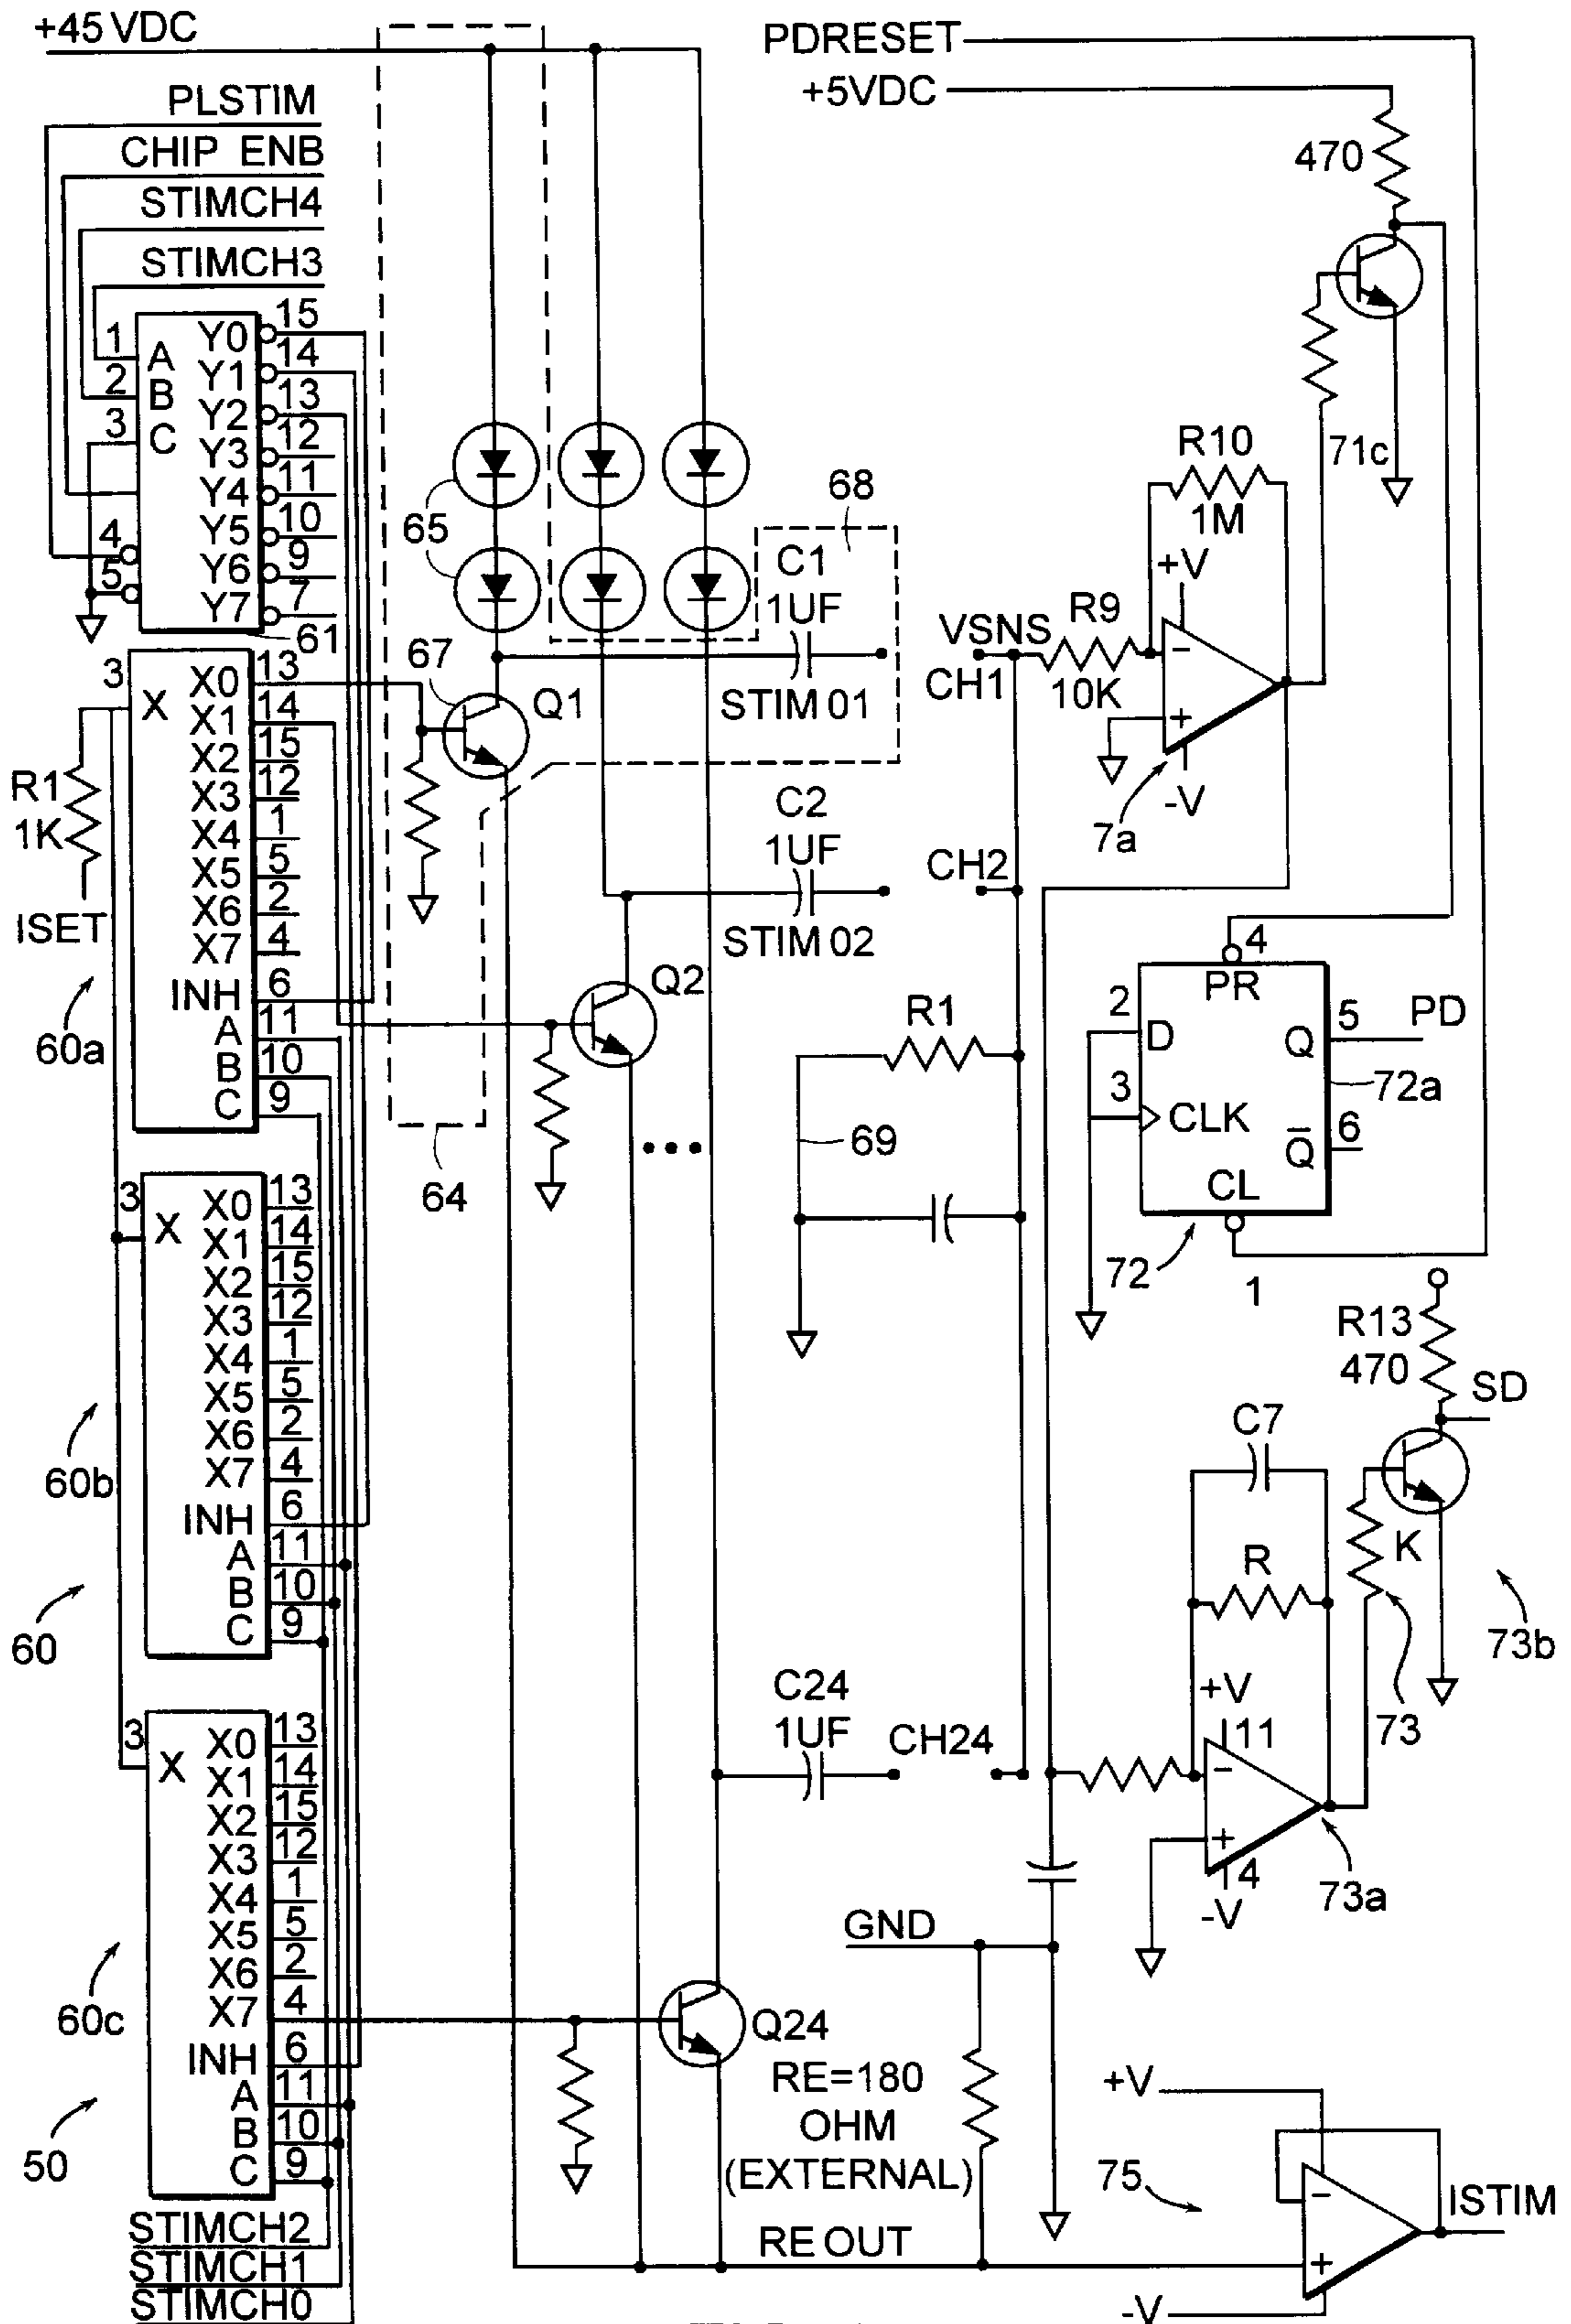 +45 VDC
PDRESET
+5VDC
PLSTIM
CHIP ENB
STIMCH4
STIMCH3
470
1 A Y0 15
2 B Y1 14
3 C Y2 13
Y3 12
Y4 11
Y5 10
4 Y6 9
5 Y7 7
61
65
68
C1
1UF
STIM 01
67
Q1
71c
R10
1M
+V
R9
10K
VSNS
CH1
-
+
-V
7a
3 X X0 13
X1 14
X2 15
X3 12
X4 1
X5 5
X6 2
X7 4
INH 6
A 11
B 10
C 9
R1
1K
ISET
60a
C2
1UF
STIM 02
CH2
Q2
R1
69
64
4
PR
2 D
3 CLK
Q 5 PD
72a
Q̅ 6
CL
72
1
3 X X0 13
X1 14
X2 15
X3 12
X4 1
X5 5
X6 2
X7 4
INH 6
A 11
B 10
C 9
60b
60
R13
470
SD
C7
R
K
73b
73
+V
11
-
+
4
-V
73a
C24
1UF
CH24
3 X X0 13
X1 14
X2 15
X3 12
X4 1
X5 5
X6 2
X7 4
INH 6
A 11
B 10
C 9
60c
50
GND
Q24
RE=180
OHM
(EXTERNAL)
RE OUT
+V
75
-
+
ISTIM
-V
STIMCH2
STIMCH1
STIMCH0